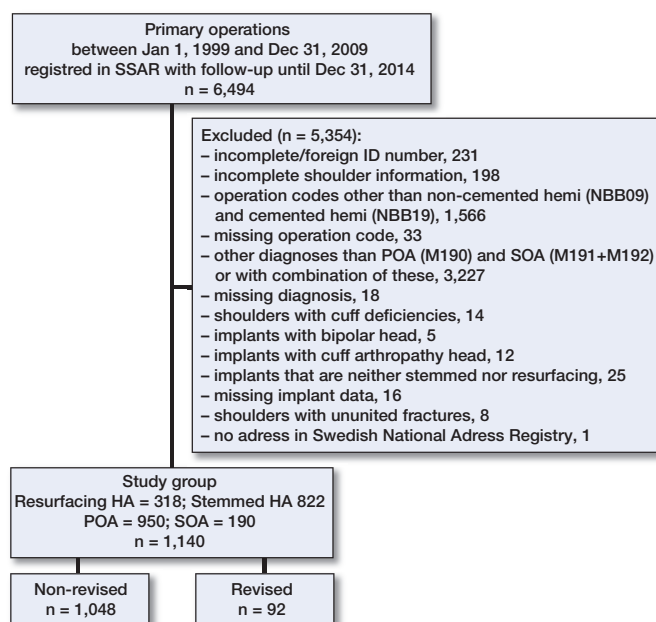 Primary operations
between Jan 1, 1999 and Dec 31, 2009
registred in SSAR with follow-up until Dec 31, 2014
n = 6,494
Excluded (n = 5,354):
– incomplete/foreign ID number, 231
– incomplete shoulder information, 198
– operation codes other than non-cemented hemi (NBB09)
and cemented hemi (NBB19), 1,566
– missing operation code, 33
– other diagnoses than POA (M190) and SOA (M191+M192)
or with combination of these, 3,227
– missing diagnosis, 18
– shoulders with cuff deficiencies, 14
– implants with bipolar head, 5
– implants with cuff arthropathy head, 12
– implants that are neither stemmed nor resurfacing, 25
– missing implant data, 16
– shoulders with ununited fractures, 8
– no adress in Swedish National Adress Registry, 1
Study group
Resurfacing HA = 318; Stemmed HA 822
POA = 950; SOA = 190
n = 1,140
Non-revised
n = 1,048
Revised
n = 92